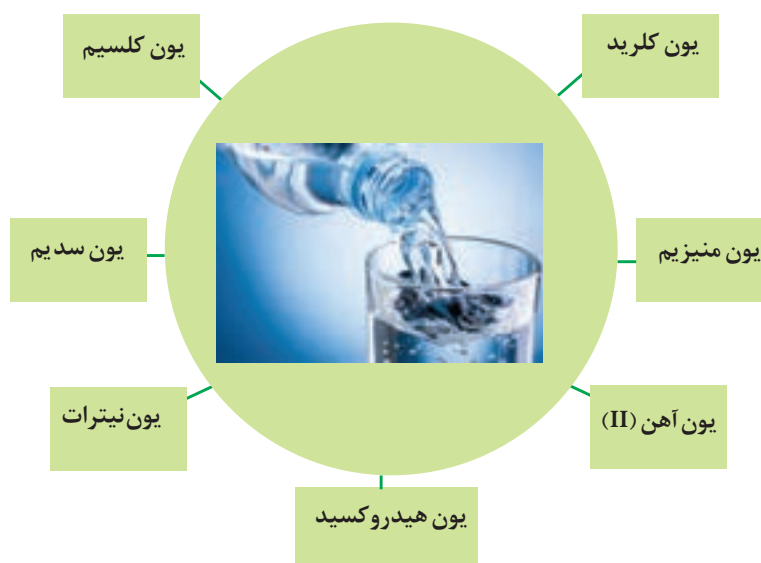 یون کلرید
یون کلسیم
یون منیزیم
یون سدیم
یون آهن (II)
یون نیترات
یون هیدروکسید